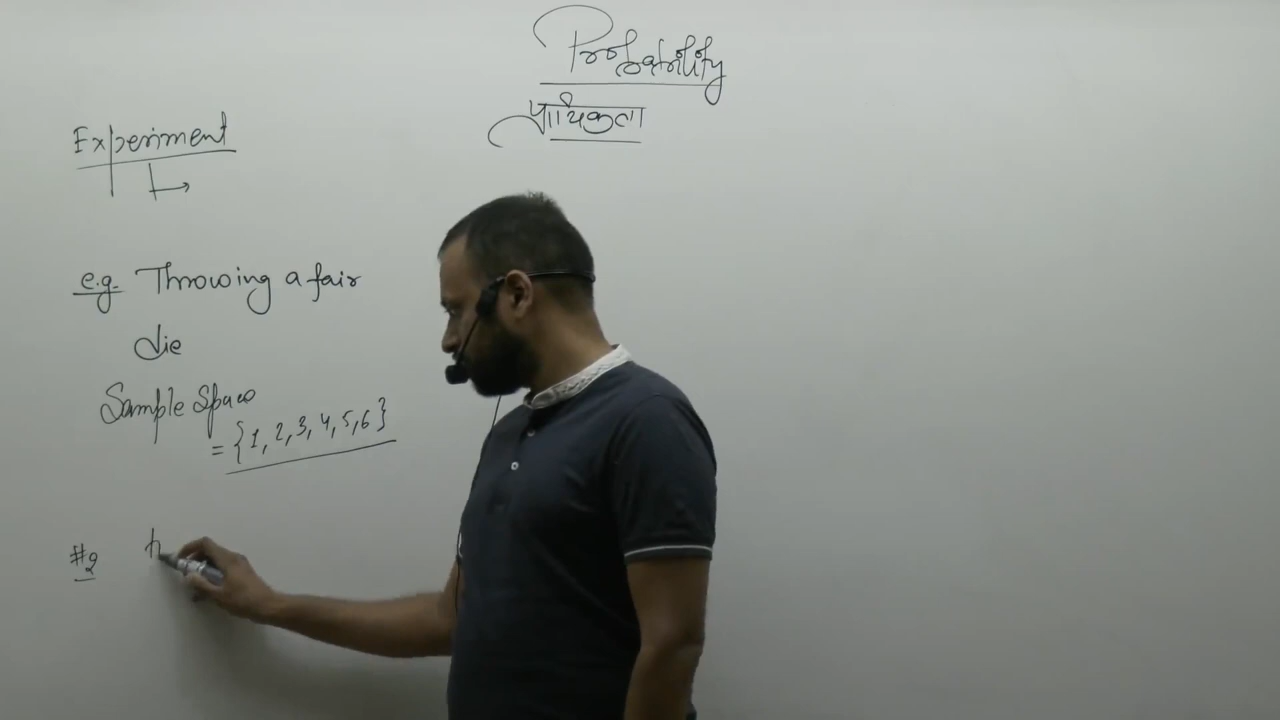 Probability
प्रायिकता
Experiment
e.g. Throwing a fair
die
Sample Space
= {1, 2, 3, 4, 5, 6}
#2